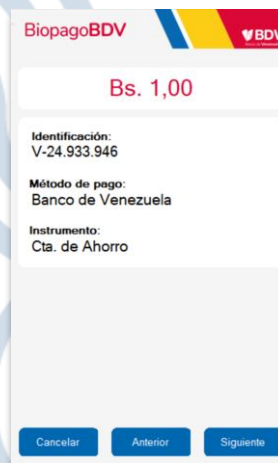 BiopagoBDV
BDV
Bs. 1,00
Identificación:
V-24.933.946
Método de pago:
Banco de Venezuela
Instrumento:
Cta. de Ahorro
Cancelar
Anterior
Siguiente